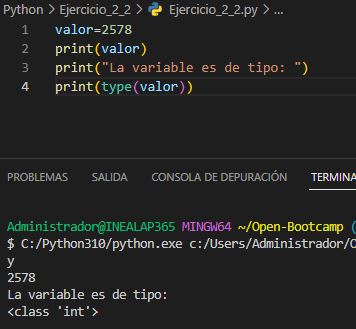 Python > Ejercicio_2_2 > Ejercicio_2_2.py > ...
1 valor=2578
2 print(valor)
3 print("La variable es de tipo: ")
4 print(type(valor))
PROBLEMAS SALIDA CONSOLA DE DEPURACIÓN TERMINA
Administrador@INEALAP365 MINGW64 ~/Open-Bootcamp (
$ C:/Python310/python.exe c:/Users/Administrador/O
y
2578
La variable es de tipo:
<class 'int'>